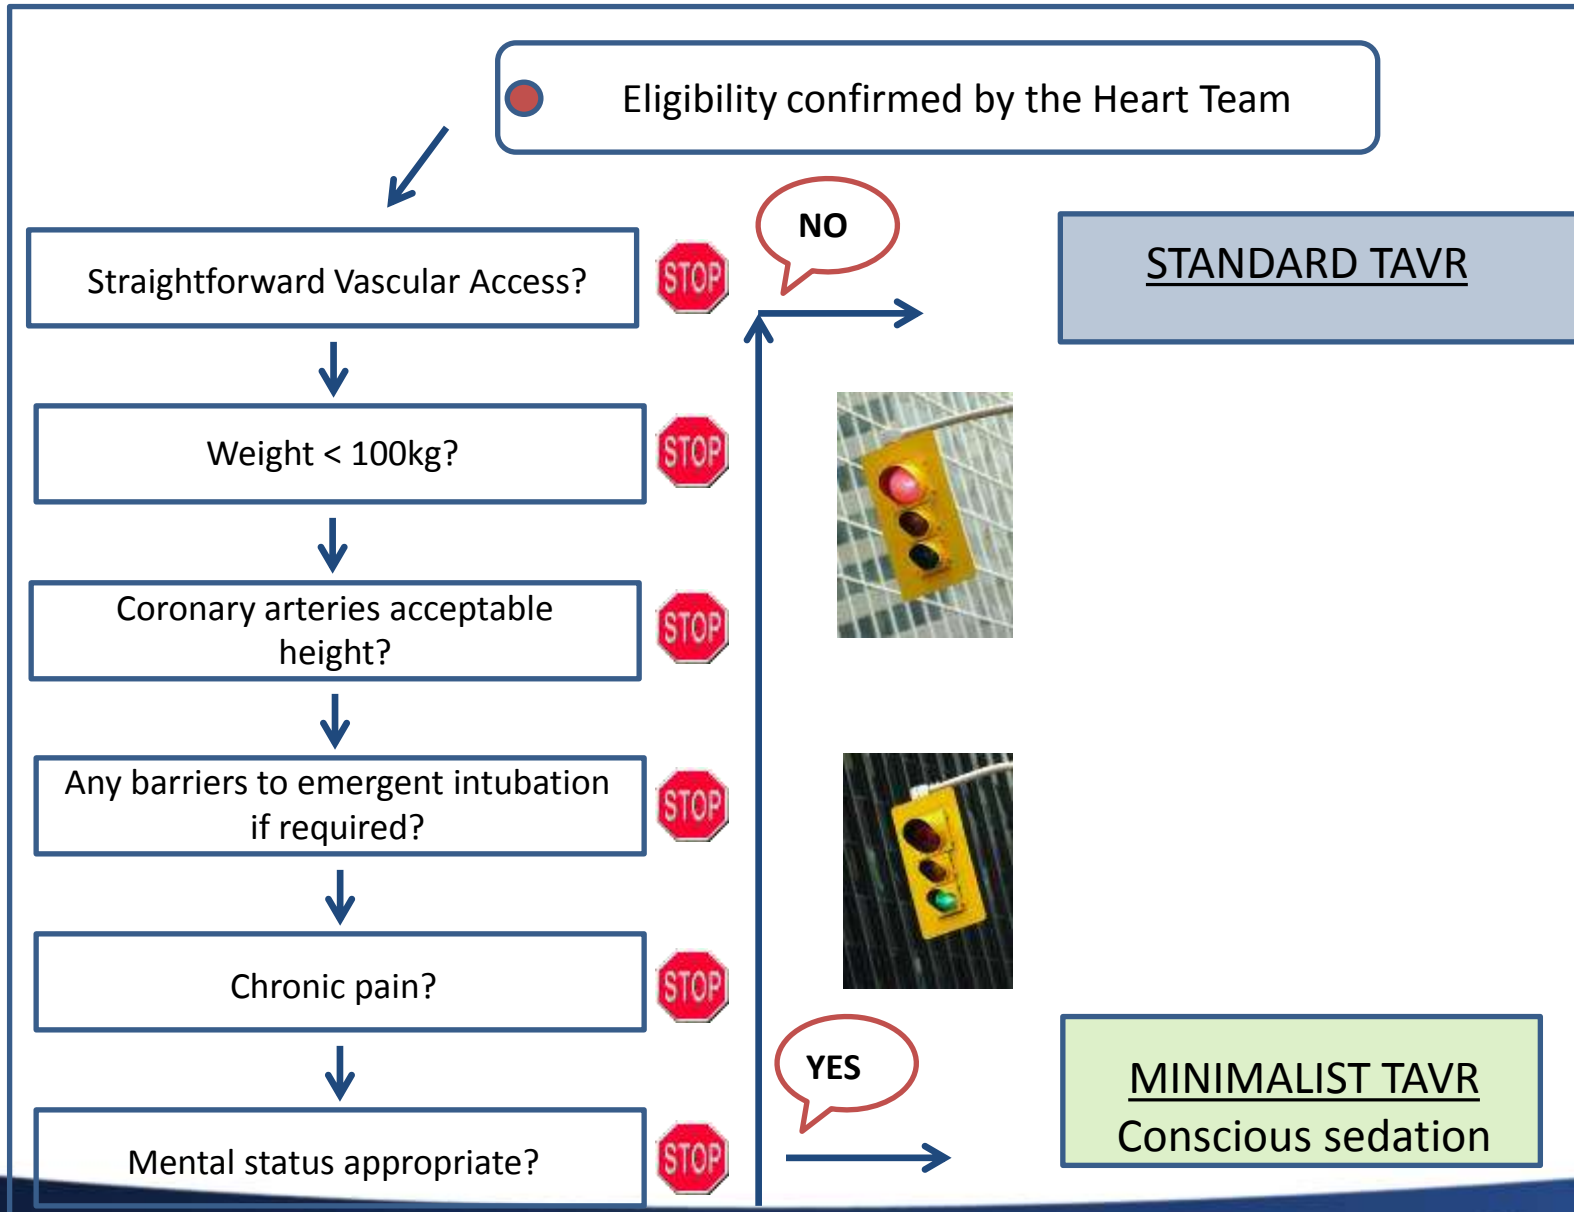 Eligibility confirmed by the Heart Team
NO
Straightforward Vascular Access?
STOP
STANDARD TAVR
Weight < 100kg?
STOP
Coronary arteries acceptable
height?
STOP
Any barriers to emergent intubation
if required?
STOP
Chronic pain?
STOP
YES
MINIMALIST TAVR
Conscious sedation
Mental status appropriate?
STOP